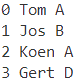 0 Tom A
1 Jos B
2 Koen A
3 Gert D